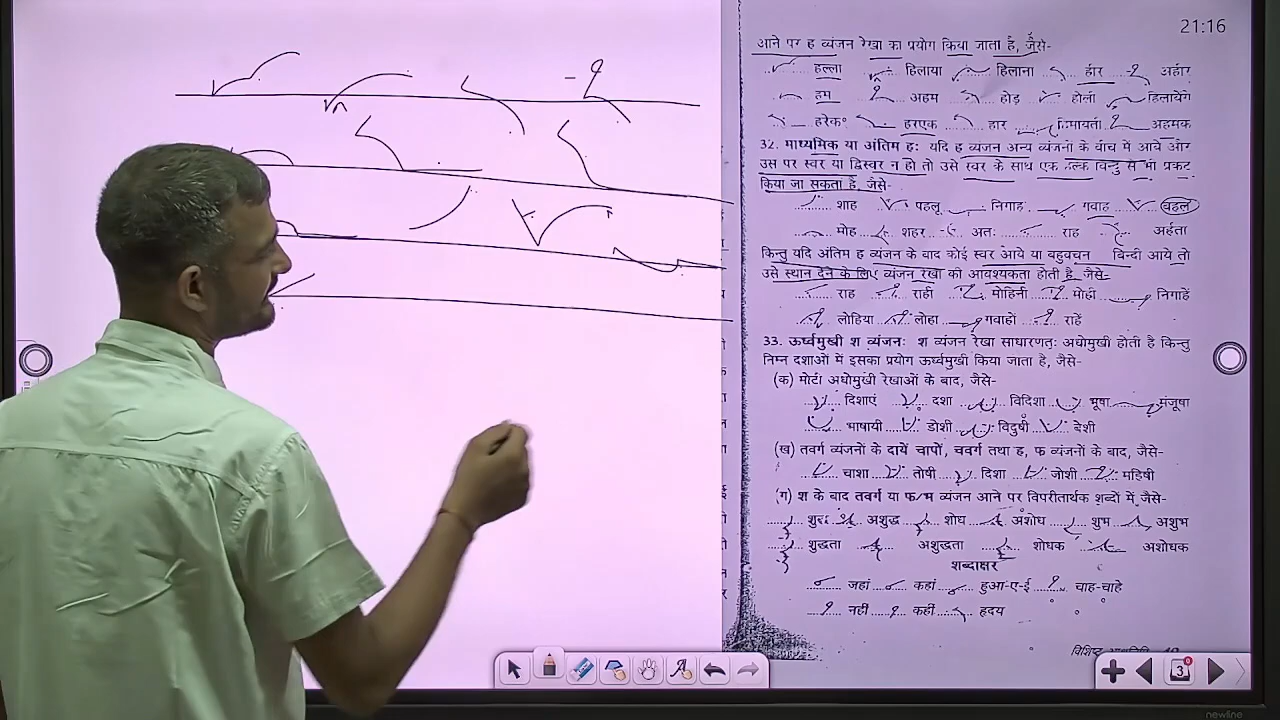 21:16
आने पर ह व्यंजन रेखा का प्रयोग किया जाता है, जैसे-
हल्ला हिलाया हिलाना हार अहीर
हम अहम होड़ होली हिलायेंगे
हरेक हरएक हार हिमायती अहमक
32. माध्यमिक या अंतिम हः यदि ह व्यंजन अन्य व्यंजनों के बीच में आये और
उस पर स्वर या द्विस्वर न हो तो उसे स्वर के साथ एक हल्के बिन्दु से भी प्रकट
किया जा सकता है, जैसे-
शाह पहलू निगाह गवाह बहल
मोह शहर अतः राह अर्हता
किन्तु यदि अंतिम ह व्यंजन के बाद कोई स्वर आये या बहुवचन बिन्दी आये तो
उसे स्थान देने के लिए व्यंजन रेखा की आवश्यकता होती है, जैसे-
राह राही मोहिनी मोही निगाहें
लोहिया लोहा गवाहों राहें
33. ऊर्ध्वमुखी श व्यंजनः श व्यंजन रेखा साधारणतः अधोमुखी होती है किन्तु
निम्न दशाओं में इसका प्रयोग ऊर्ध्वमुखी किया जाता है, जैसे-
(क) मोटी अधोमुखी रेखाओं के बाद, जैसे-
दिशाएं दशा विदिशा भूषा मंजूषा
भाषायी डोशी विदुषी बेशी
(ख) तवर्ग व्यंजनों के दायें चापों, चवर्ग तथा ह, फ व्यंजनों के बाद, जैसे-
चाशा तोषी दिशा जोशी महिषी
(ग) श के बाद तवर्ग या फ/भ व्यंजन आने पर विपरीतार्थक शब्दों में, जैसे-
शुद्ध अशुद्ध शोध अशोध शुभ अशुभ
शुद्धता अशुद्धता शोधक अशोधक
शब्दाक्षर
जहां कहां हुआ-ए-ई चाह-चाहे
नहीं कहीं हृदय
विशिष्ट
3
newline